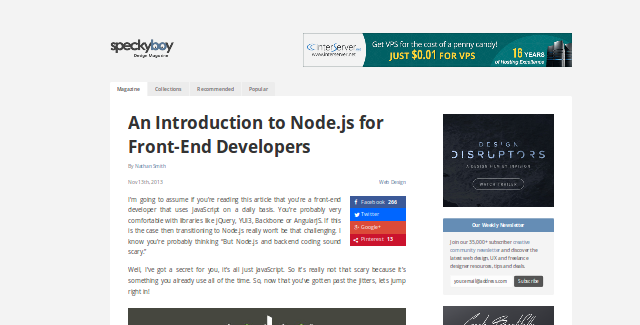 speckyboy
Design Magazine
interServer
www.interserver.net
Get VPS for the cost of a penny candy!
JUST $0.01 FOR VPS
18 YEARS
of Hosting Excellence
Magazine Collections Recommended Popular
An Introduction to Node.js for
Front-End Developers
By Nathan Smith
Nov 13th, 2013 Web Design
I'm going to assume if you're reading this article that you're a front-end
developer that uses JavaScript on a daily basis. You're probably very
comfortable with libraries like jQuery, YUI3, Backbone or AngularJS. If this
is the case then transitioning to Node.js really won't be that challenging. I
know you're probably thinking "But Node.js and backend coding sound
scary."
Facebook 266
Twitter
Google+
Pinterest 13
Well, I've got a secret for you, it's all just JavaScript. So it's really not that scary because it's
something you already use all of the time. So, now that you've gotten past the jitters, lets jump
right in!
DESIGN
DISRUPTORS
A DESIGN FILM BY INVISION
WATCH TRAILER
Our Weekly Newsletter
Join our 35,000+ subscriber creative
community newsletter and discover the
latest web design, UX and freelance
designer resources, tips and deals.
youremail@address.com Subscribe